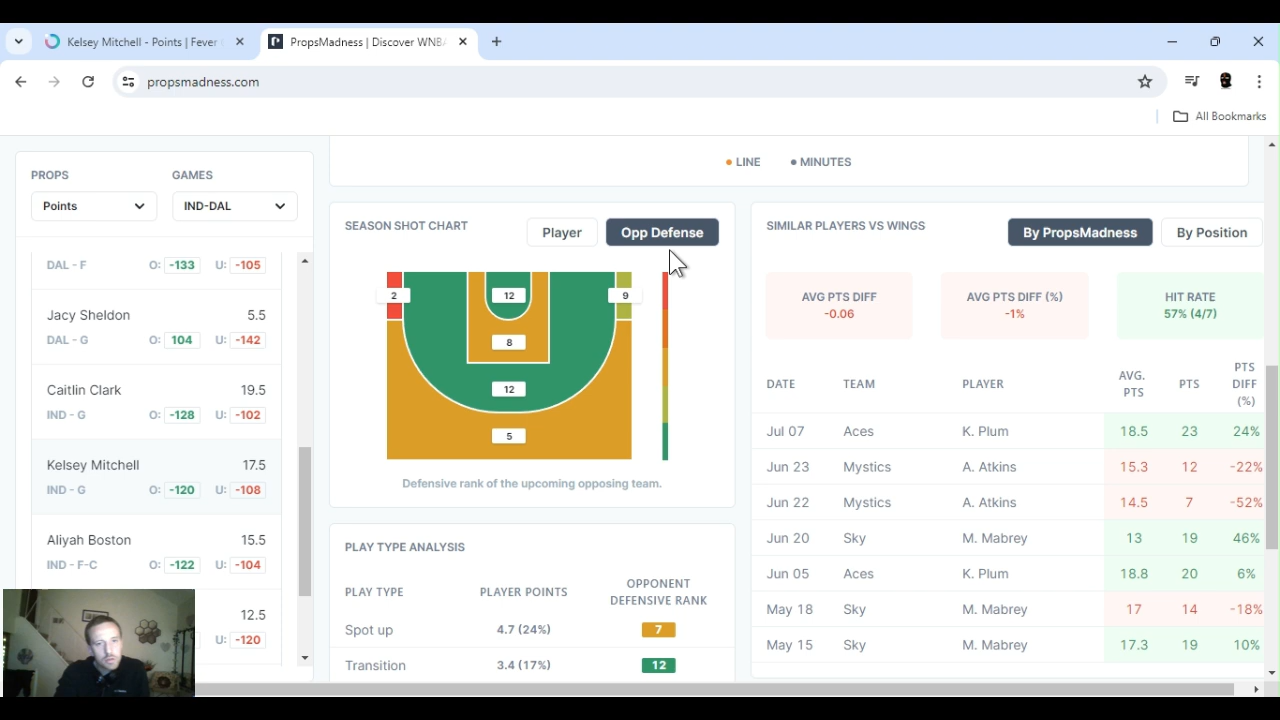 Kelsey Mitchell - Points | Fever
PropsMadness | Discover WNBA
propsmadness.com
All Bookmarks
PROPS GAMES
Points IND-DAL
DAL - F O: -133 U: -105
Jacy Sheldon 5.5
DAL - G O: 104 U: -142
Caitlin Clark 19.5
IND - G O: -128 U: -102
Kelsey Mitchell 17.5
IND - G O: -120 U: -108
Aliyah Boston 15.5
IND - F-C O: -122 U: -104
12.5
U: -120
LINE MINUTES
SEASON SHOT CHART Player Opp Defense
2 12 9
8
12
5
Defensive rank of the upcoming opposing team.
PLAY TYPE ANALYSIS
PLAY TYPE PLAYER POINTS OPPONENT DEFENSIVE RANK
Spot up 4.7 (24%) 7
Transition 3.4 (17%) 12
SIMILAR PLAYERS VS WINGS By PropsMadness By Position
AVG PTS DIFF AVG PTS DIFF (%) HIT RATE
-0.06 -1% 57% (4/7)
DATE TEAM PLAYER AVG. PTS PTS PTS DIFF (%)
Jul 07 Aces K. Plum 18.5 23 24%
Jun 23 Mystics A. Atkins 15.3 12 -22%
Jun 22 Mystics A. Atkins 14.5 7 -52%
Jun 20 Sky M. Mabrey 13 19 46%
Jun 05 Aces K. Plum 18.8 20 6%
May 18 Sky M. Mabrey 17 14 -18%
May 15 Sky M. Mabrey 17.3 19 10%